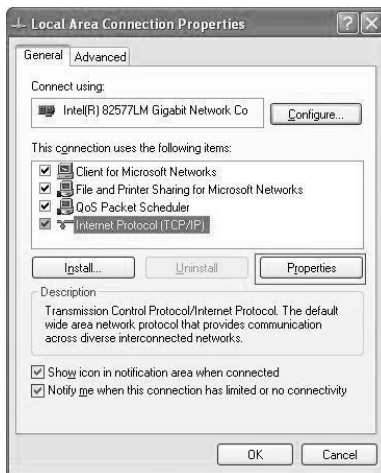 Local Area Connection Properties
General Advanced
Connect using:
Intel(R) 82577LM Gigabit Network Co Configure...
This connection uses the following items:
Client for Microsoft Networks
File and Printer Sharing for Microsoft Networks
QoS Packet Scheduler
Internet Protocol (TCP/IP)
Install... Uninstall Properties
Description
Transmission Control Protocol/Internet Protocol. The default
wide area network protocol that provides communication
across diverse interconnected networks.
Show icon in notification area when connected
Notify me when this connection has limited or no connectivity
OK Cancel